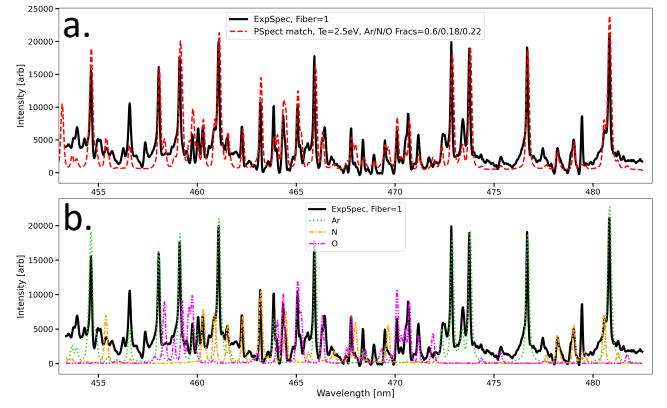 a.
ExpSpec, Fiber=1
PSpect match, Te=2.5eV, Ar/N/O Fracs=0.6/0.18/0.22
Intensity [arb]
25000
20000
15000
10000
5000
0
455
460
465
470
475
480
b.
ExpSpec, Fiber=1
Ar
N
O
Intensity [arb]
20000
15000
10000
5000
0
455
460
465
470
475
480
Wavelength [nm]